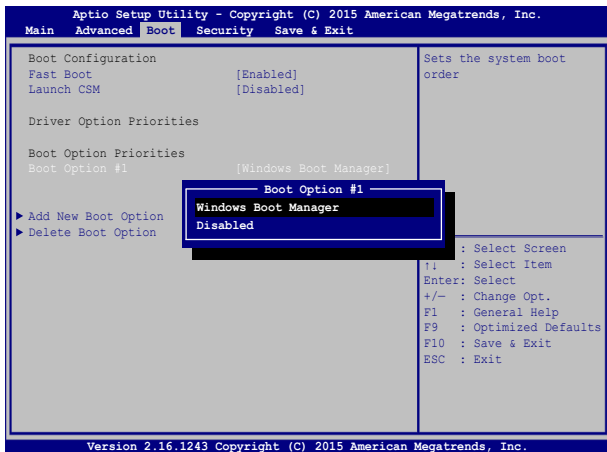 Aptio Setup Utility - Copyright (C) 2015 American Megatrends, Inc.
Main Advanced Boot Security Save & Exit
Boot Configuration
Fast Boot [Enabled]
Launch CSM [Disabled]
Driver Option Priorities
Boot Option Priorities
Boot Option #1 [Windows Boot Manager]
Add New Boot Option
Delete Boot Option
Boot Option #1
Windows Boot Manager
Disabled
Sets the system boot
order
: Select Screen
↑↓ : Select Item
Enter: Select
+/— : Change Opt.
F1 : General Help
F9 : Optimized Defaults
F10 : Save & Exit
ESC : Exit
Version 2.16.1243 Copyright (C) 2015 American Megatrends, Inc.